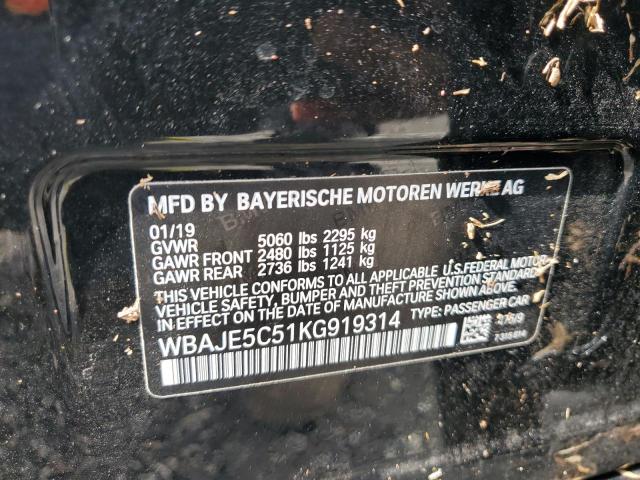 MFD BY BAYERISCHE MOTOREN WERKE AG
01/19
GVWR 5060 lbs 2295 kg
GAWR FRONT 2480 lbs 1125 kg
GAWR REAR 2736 lbs 1241 kg
THIS VEHICLE CONFORMS TO ALL APPLICABLE U.S.FEDERAL MOTOR
VEHICLE SAFETY, BUMPER AND THEFT PREVENTION STANDARDS
IN EFFECT ON THE DATE OF MANUFACTURE SHOWN ABOVE.
WBAJE5C51KG919314 TYPE: PASSENGER CAR